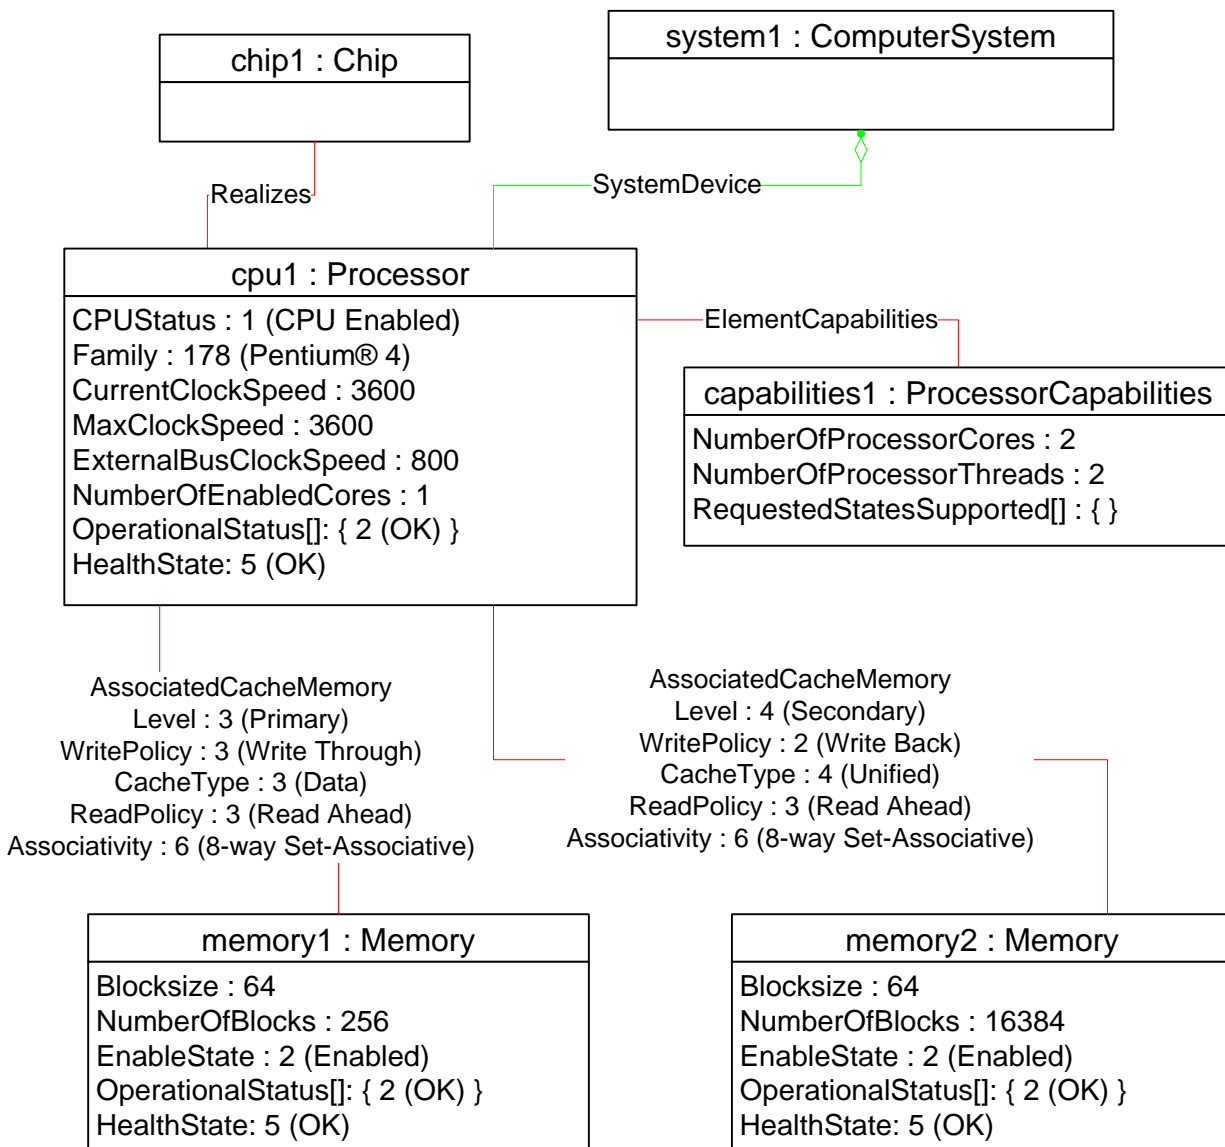 chip1 : Chip
system1 : ComputerSystem
Realizes
SystemDevice
cpu1 : Processor
CPUStatus : 1 (CPU Enabled)
Family : 178 (Pentium® 4)
CurrentClockSpeed : 3600
MaxClockSpeed : 3600
ExternalBusClockSpeed : 800
NumberOfEnabledCores : 1
OperationalStatus[]: { 2 (OK) }
HealthState: 5 (OK)
ElementCapabilities
capabilities1 : ProcessorCapabilities
NumberOfProcessorCores : 2
NumberOfProcessorThreads : 2
RequestedStatesSupported[] : { }
AssociatedCacheMemory
Level : 3 (Primary)
WritePolicy : 3 (Write Through)
CacheType : 3 (Data)
ReadPolicy : 3 (Read Ahead)
Associativity : 6 (8-way Set-Associative)
AssociatedCacheMemory
Level : 4 (Secondary)
WritePolicy : 2 (Write Back)
CacheType : 4 (Unified)
ReadPolicy : 3 (Read Ahead)
Associativity : 6 (8-way Set-Associative)
memory1 : Memory
Blocksize : 64
NumberOfBlocks : 256
EnableState : 2 (Enabled)
OperationalStatus[]: { 2 (OK) }
HealthState: 5 (OK)
memory2 : Memory
Blocksize : 64
NumberOfBlocks : 16384
EnableState : 2 (Enabled)
OperationalStatus[]: { 2 (OK) }
HealthState: 5 (OK)